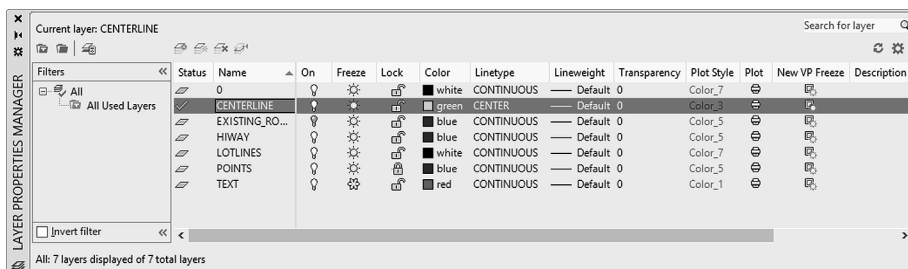 Current layer: CENTERLINE
Search for layer
LAYER PROPERTIES MANAGER
Filters
All
All Used Layers
Invert filter
Status Name On Freeze Lock Color Linetype Lineweight Transparency Plot Style Plot New VP Freeze Description
0 white CONTINUOUS Default 0 Color_7
CENTERLINE green CENTER Default 0 Color_3
EXISTING_RO... blue CONTINUOUS Default 0 Color_5
HIWAY blue CONTINUOUS Default 0 Color_5
LOTLINES white CONTINUOUS Default 0 Color_7
POINTS blue CONTINUOUS Default 0 Color_5
TEXT red CONTINUOUS Default 0 Color_1
All: 7 layers displayed of 7 total layers